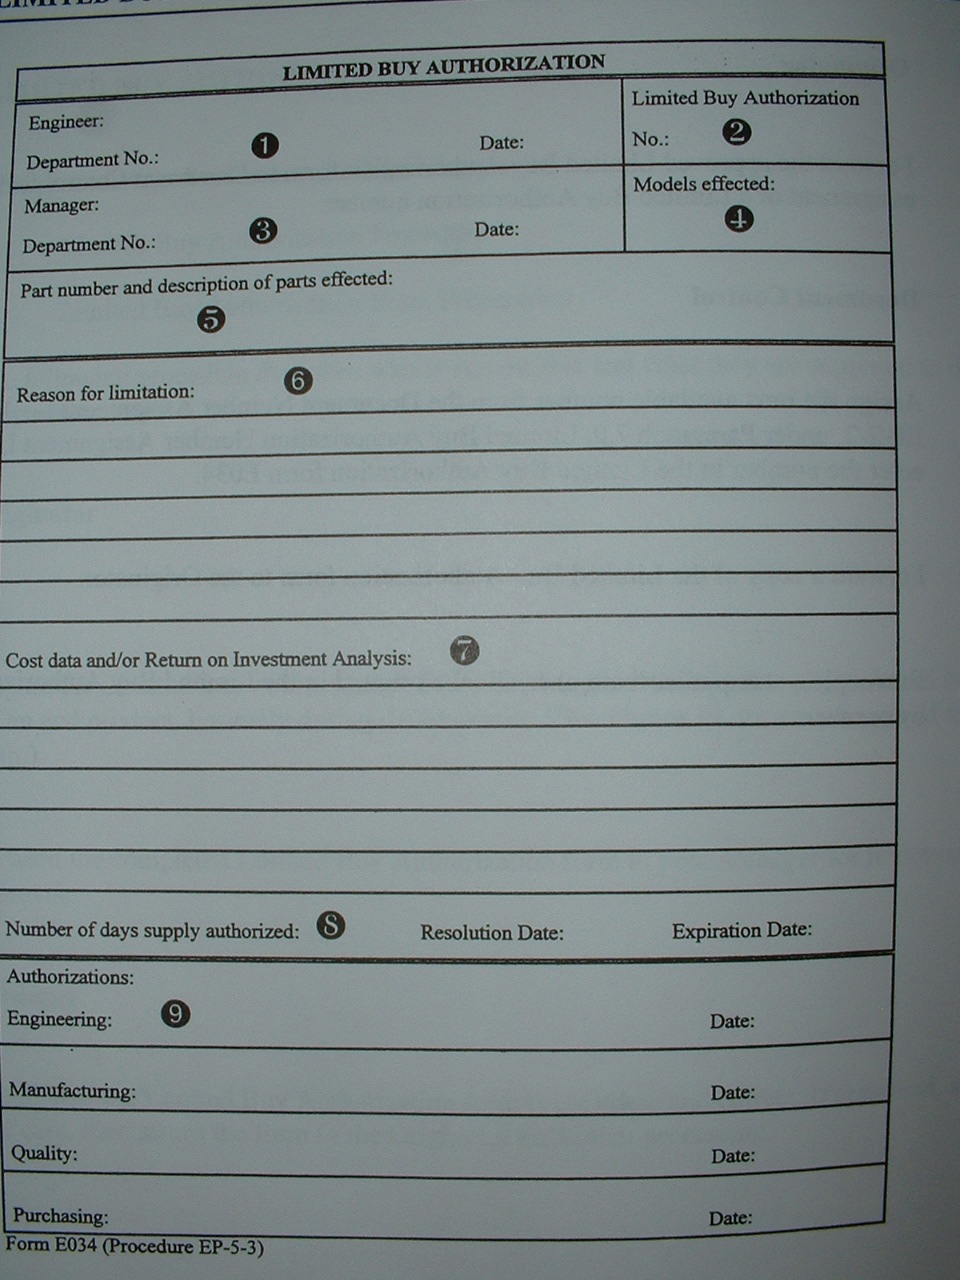 LIMITED BUY AUTHORIZATION
Engineer:
Department No.: ❶ Date:
Limited Buy Authorization
No.: ❷
Manager:
Department No.: ❸ Date:
Models effected:
❹
Part number and description of parts effected:
❺
Reason for limitation: ❻
Cost data and/or Return on Investment Analysis: ❼
Number of days supply authorized: ❽ Resolution Date: Expiration Date:
Authorizations:
Engineering: ❾ Date:
Manufacturing: Date:
Quality: Date:
Purchasing: Date:
Form E034 (Procedure EP-5-3)